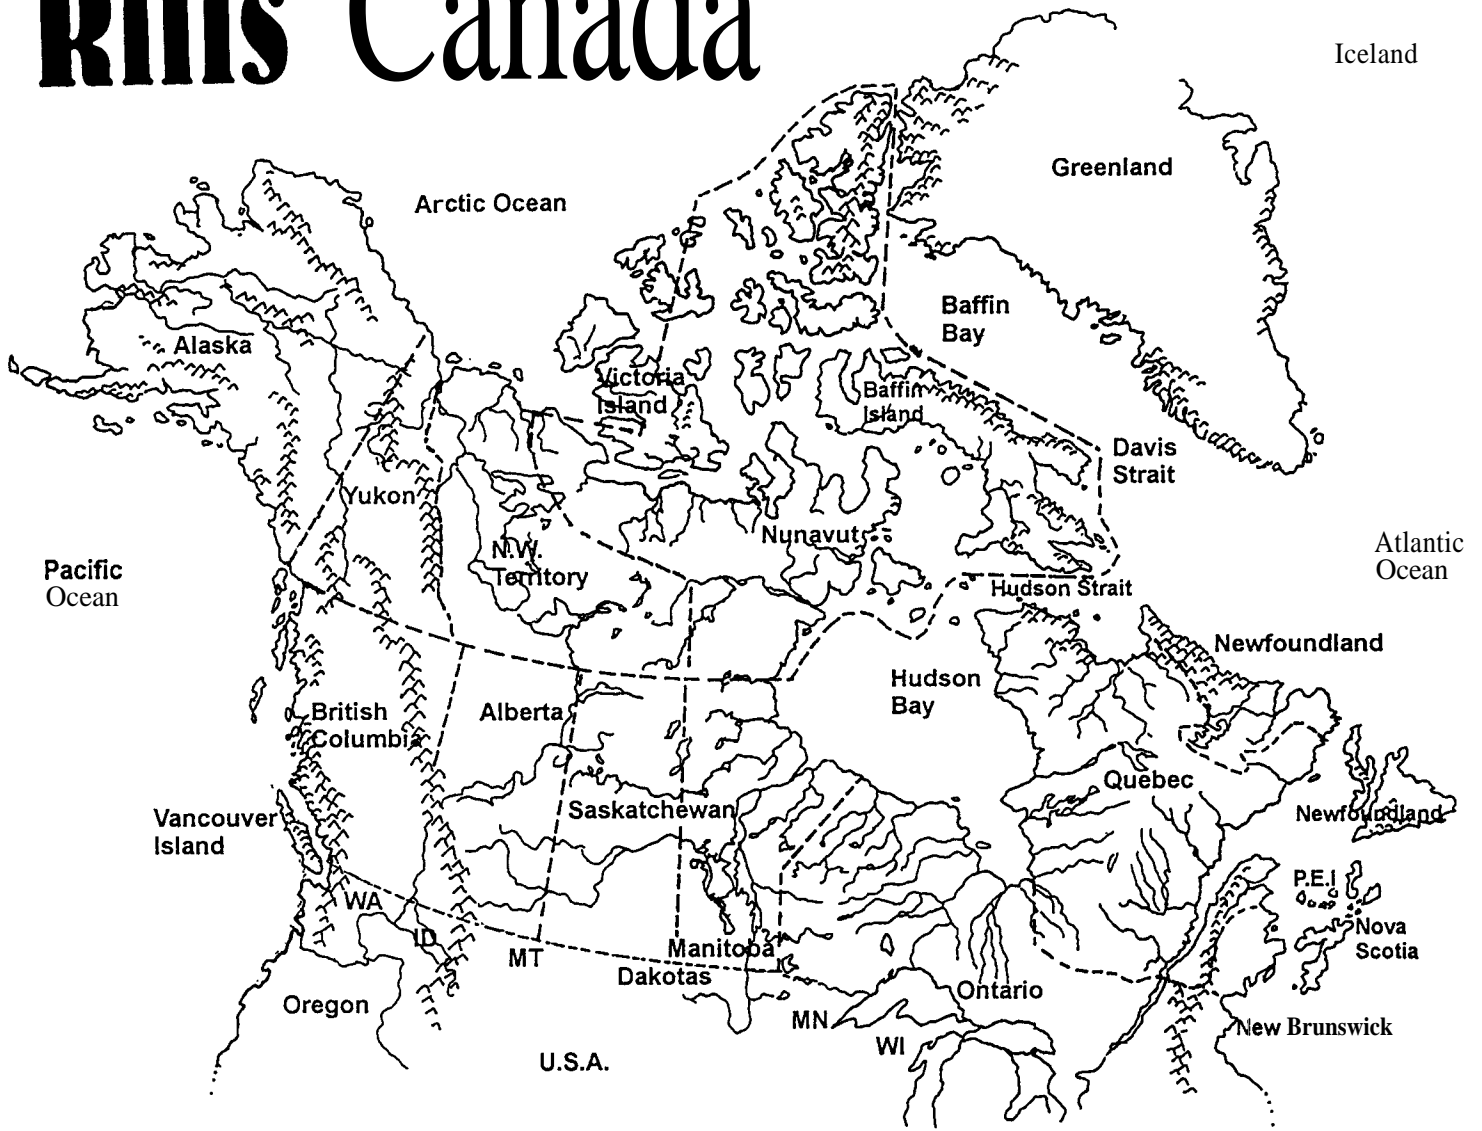 Rills Canada
Iceland
Greenland
Arctic Ocean
Baffin
Bay
Alaska
Victoria
Island
Baffin
Island
Davis
Strait
Yukon
Nunavut
N.W.
Territory
Atlantic
Ocean
Pacific
Ocean
Hudson Strait
Newfoundland
Hudson
Bay
British
Columbia
Alberta
Quebec
Saskatchewan
Newfoundland
Vancouver
Island
P.E.I
WA
ID
MT
Manitoba
Dakotas
Nova
Scotia
Oregon
Ontario
MN
WI
New Brunswick
U.S.A.